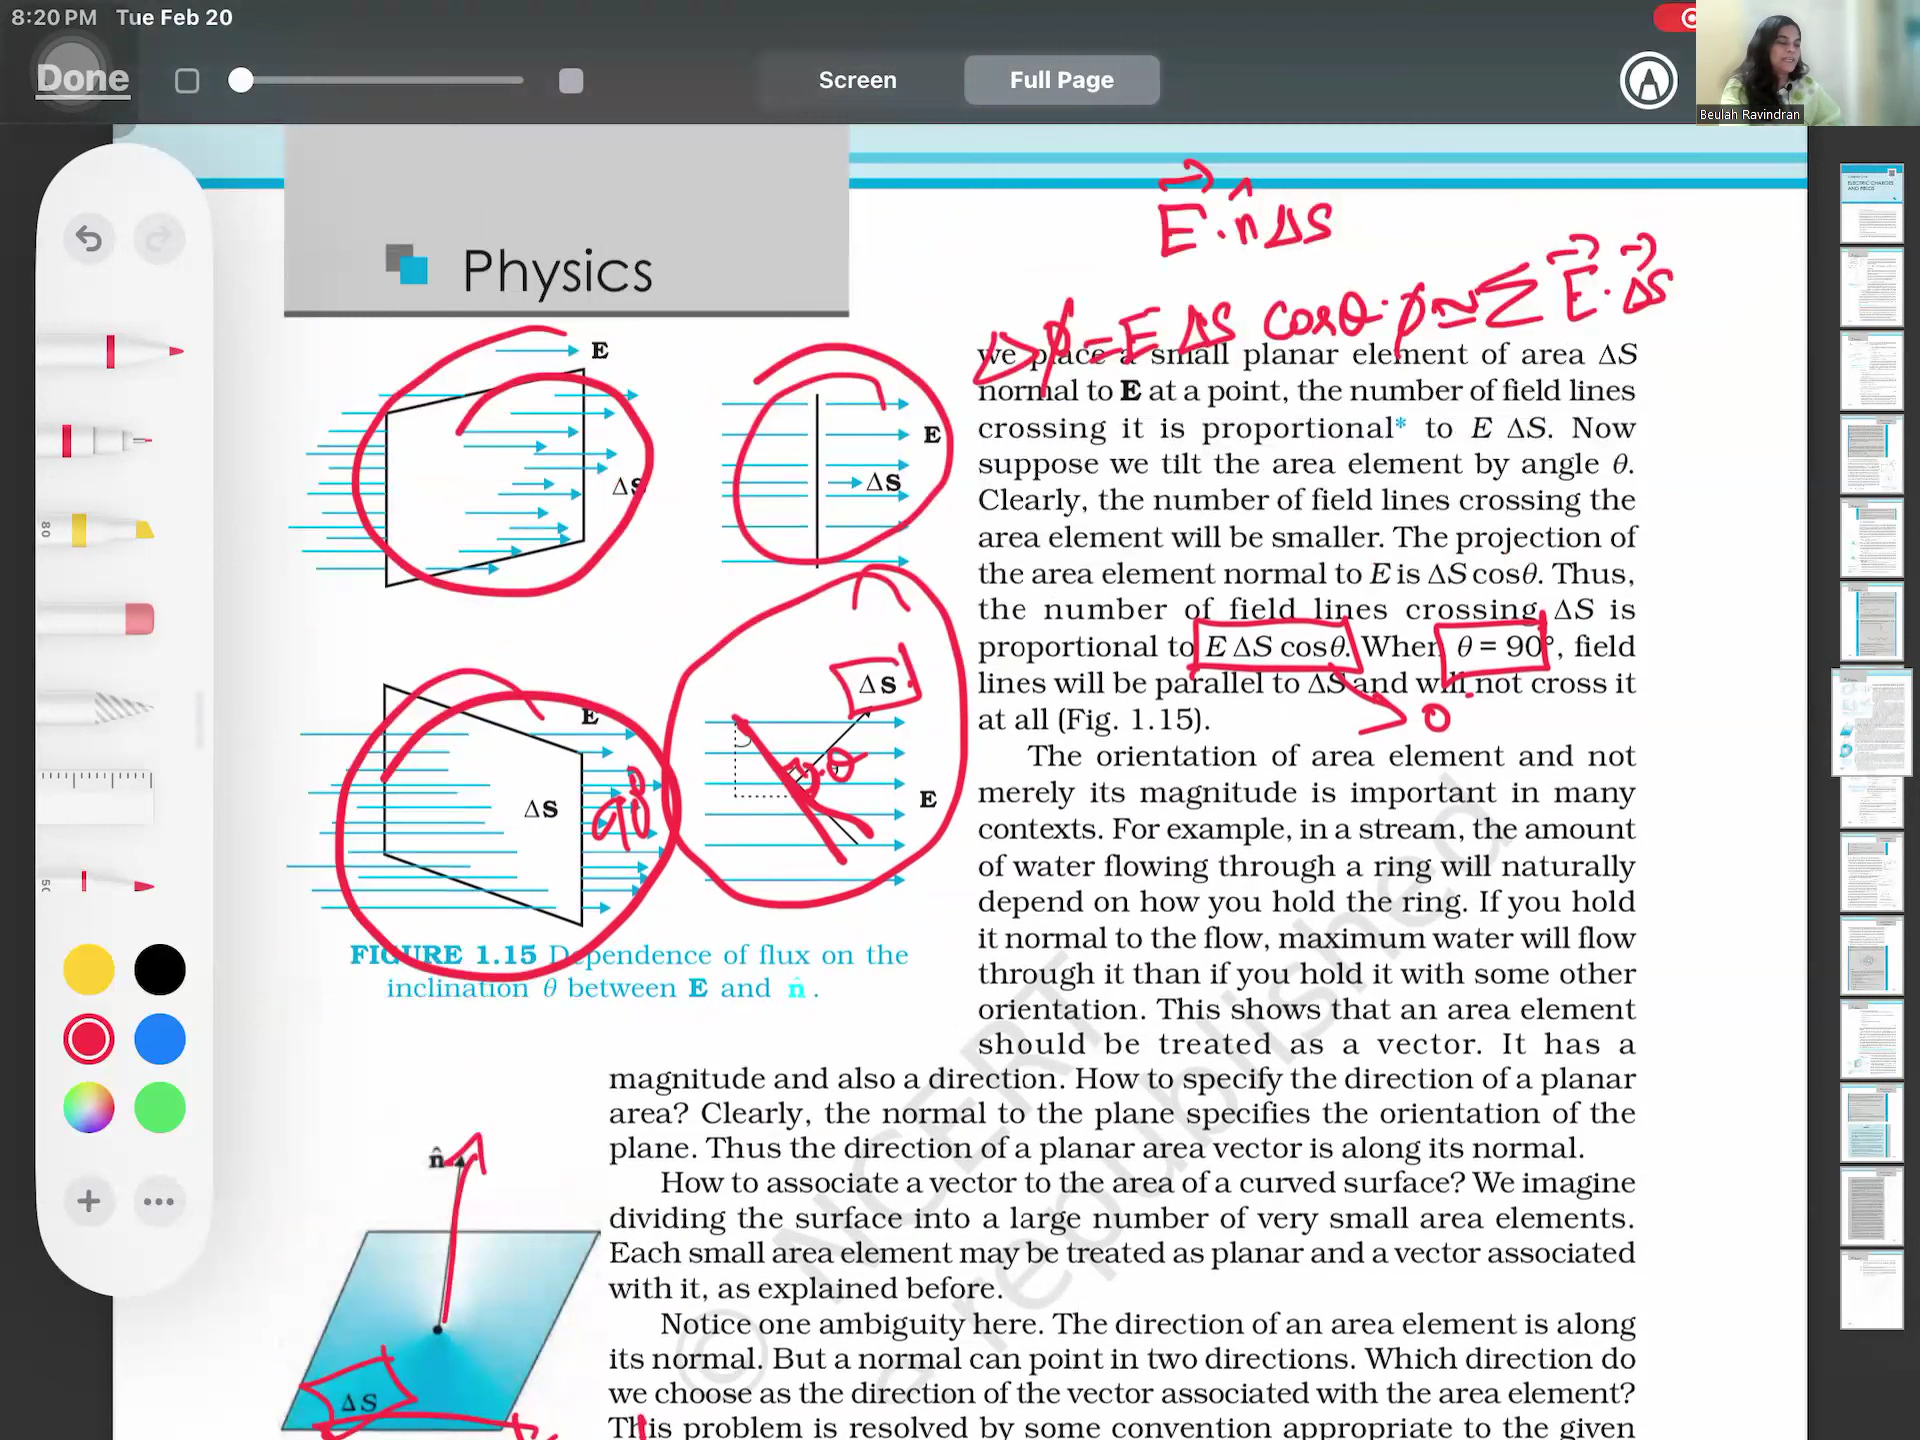 8:20 PM Tue Feb 20
Done
Screen
Full Page
Beulah Ravindran
80
50
Physics
E⃗ · n̂ ΔS
Δϕ = E ΔS cosθ · ϕ ≃ Σ E⃗ · ΔS⃗
E
ΔS
E
ΔS
E
ΔS
90°
ΔS
θ
E
FIGURE 1.15 Dependence of flux on the
inclination θ between E and n̂ .
n̂
ΔS
we place a small planar element of area ΔS
normal to E at a point, the number of field lines
crossing it is proportional* to E ΔS. Now
suppose we tilt the area element by angle θ.
Clearly, the number of field lines crossing the
area element will be smaller. The projection of
the area element normal to E is ΔS cosθ. Thus,
the number of field lines crossing ΔS is
proportional to E ΔS cosθ. When θ = 90°, field
lines will be parallel to ΔS and will not cross it
at all (Fig. 1.15).
0
The orientation of area element and not
merely its magnitude is important in many
contexts. For example, in a stream, the amount
of water flowing through a ring will naturally
depend on how you hold the ring. If you hold
it normal to the flow, maximum water will flow
through it than if you hold it with some other
orientation. This shows that an area element
should be treated as a vector. It has a
magnitude and also a direction. How to specify the direction of a planar
area? Clearly, the normal to the plane specifies the orientation of the
plane. Thus the direction of a planar area vector is along its normal.
How to associate a vector to the area of a curved surface? We imagine
dividing the surface into a large number of very small area elements.
Each small area element may be treated as planar and a vector associated
with it, as explained before.
Notice one ambiguity here. The direction of an area element is along
its normal. But a normal can point in two directions. Which direction do
we choose as the direction of the vector associated with the area element?
This problem is resolved by some convention appropriate to the given
© NCERT
republished